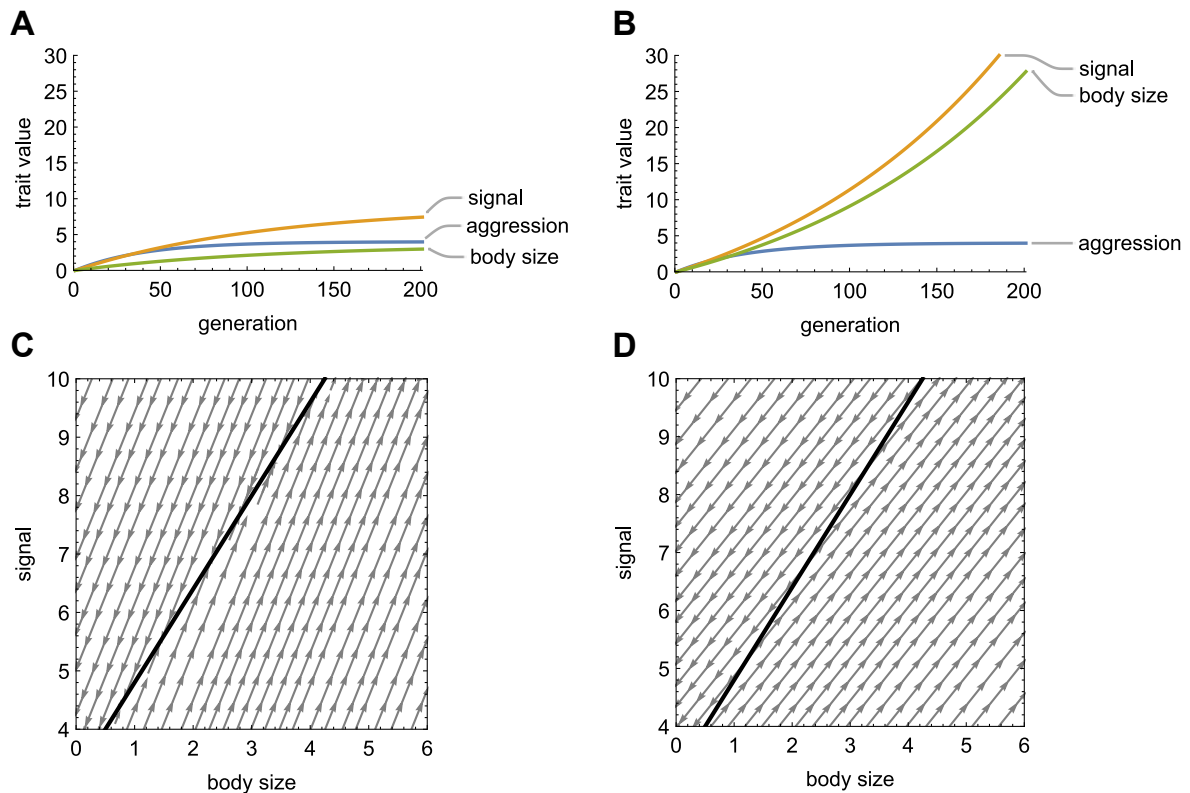 A
30
25
20
15
10
5
0
trait value
0 50 100 150 200
generation
signal
aggression
body size
B
30
25
20
15
10
5
0
trait value
0 50 100 150 200
generation
signal
body size
aggression
C
10
9
8
7
6
5
4
signal
0 1 2 3 4 5 6
body size
D
10
9
8
7
6
5
4
signal
0 1 2 3 4 5 6
body size